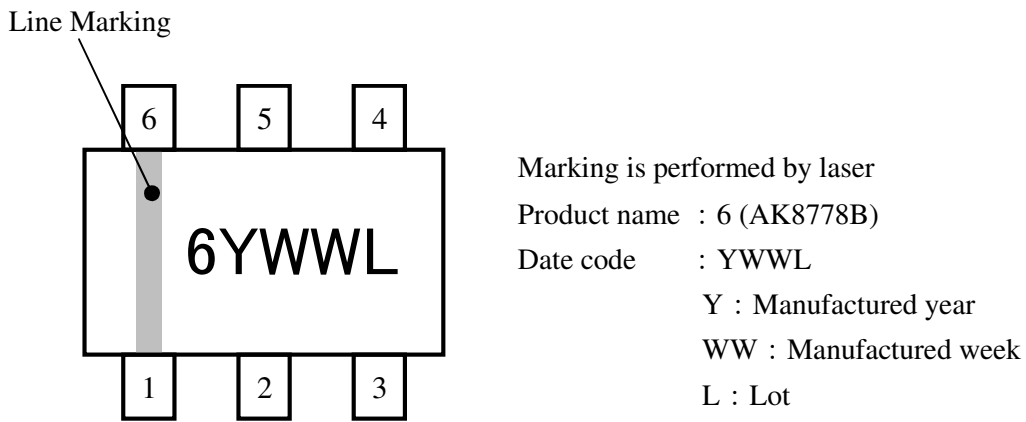 Line Marking
6 5 4
6YWWL
1 2 3
Marking is performed by laser
Product name : 6 (AK8778B)
Date code : YWWL
Y : Manufactured year
WW : Manufactured week
L : Lot